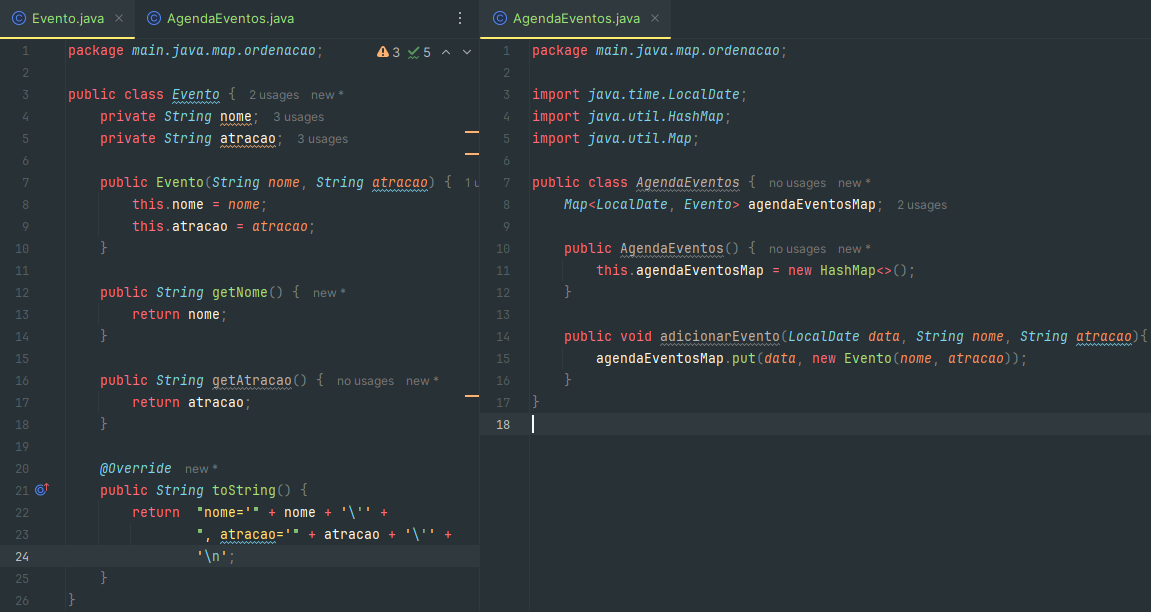 Evento.java
AgendaEventos.java
3 5
1 package main.java.map.ordenacao;
2
3 public class Evento { 2 usages new *
4 private String nome; 3 usages
5 private String atracao; 3 usages
6
7 public Evento(String nome, String atracao) { 1 u
8 this.nome = nome;
9 this.atracao = atracao;
10 }
11
12 public String getNome() { new *
13 return nome;
14 }
15
16 public String getAtracao() { no usages new *
17 return atracao;
18 }
19
20 @Override new *
21 public String toString() {
22 return "nome='" + nome + '\'' +
23 ", atracao='" + atracao + '\'' +
24 '\n';
25 }
26 }
AgendaEventos.java
1 package main.java.map.ordenacao;
2
3 import java.time.LocalDate;
4 import java.util.HashMap;
5 import java.util.Map;
6
7 public class AgendaEventos { no usages new *
8 Map<LocalDate, Evento> agendaEventosMap; 2 usages
9
10 public AgendaEventos() { no usages new *
11 this.agendaEventosMap = new HashMap<>();
12 }
13
14 public void adicionarEvento(LocalDate data, String nome, String atracao){
15 agendaEventosMap.put(data, new Evento(nome, atracao));
16 }
17 }
18